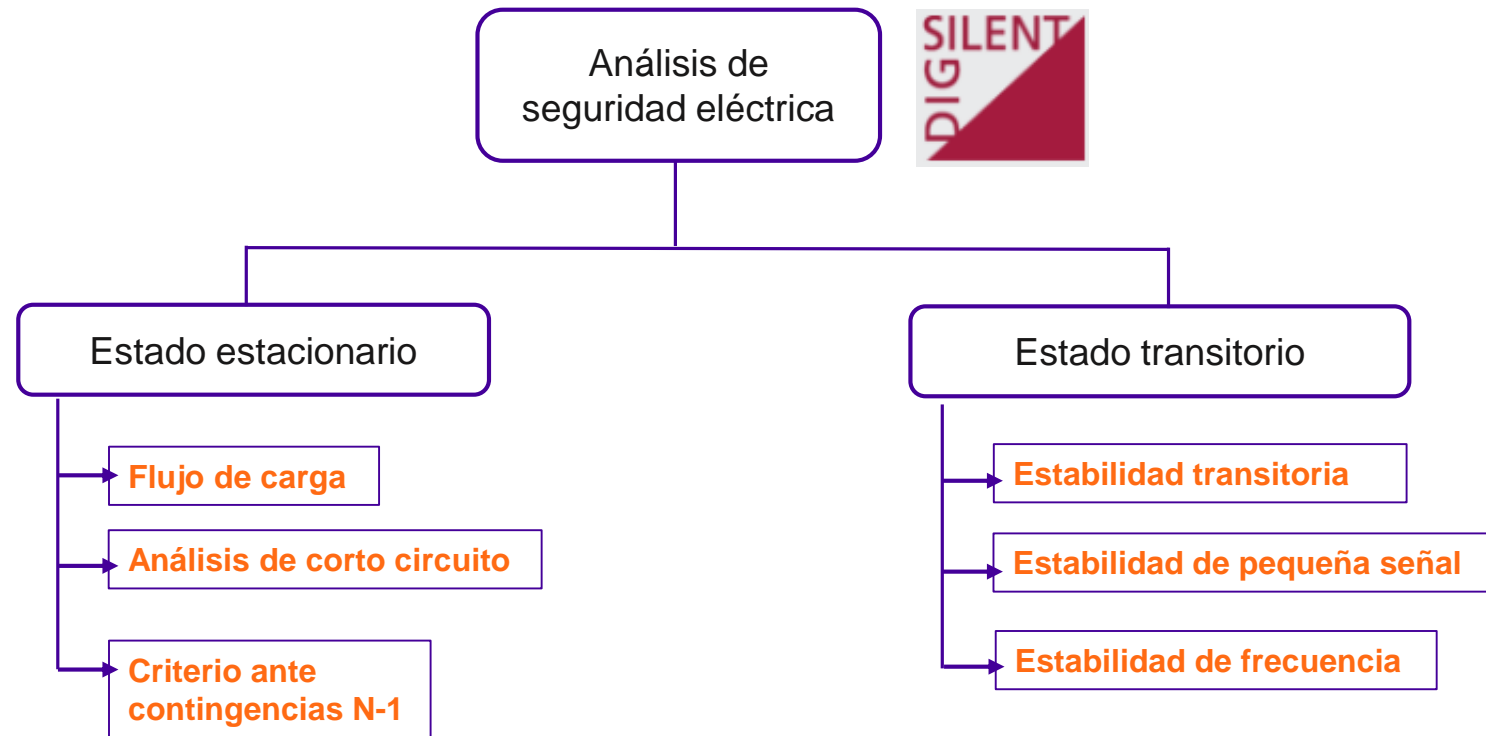 Análisis de
seguridad eléctrica
DIG
SILENT
Estado estacionario
Flujo de carga
Análisis de corto circuito
Criterio ante
contingencias N-1
Estado transitorio
Estabilidad transitoria
Estabilidad de pequeña señal
Estabilidad de frecuencia